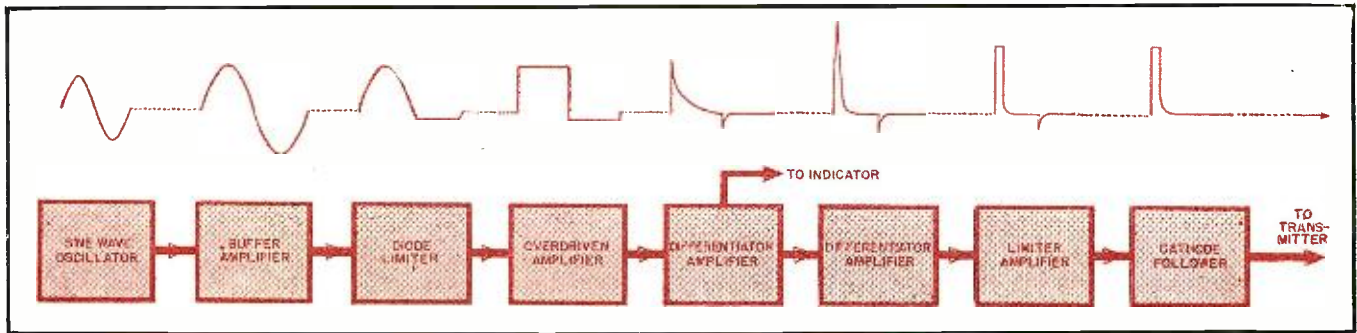 TO INDICATOR
SINE WAVE
OSCILLATOR
BUFFER
AMPLIFIER
DIODE
LIMITER
OVERDRIVEN
AMPLIFIER
DIFFERENTIATOR
AMPLIFIER
DIFFERENTIATOR
AMPLIFIER
LIMITER
AMPLIFIER
CATHODE
FOLLOWER
TO
TRANS-
MITTER